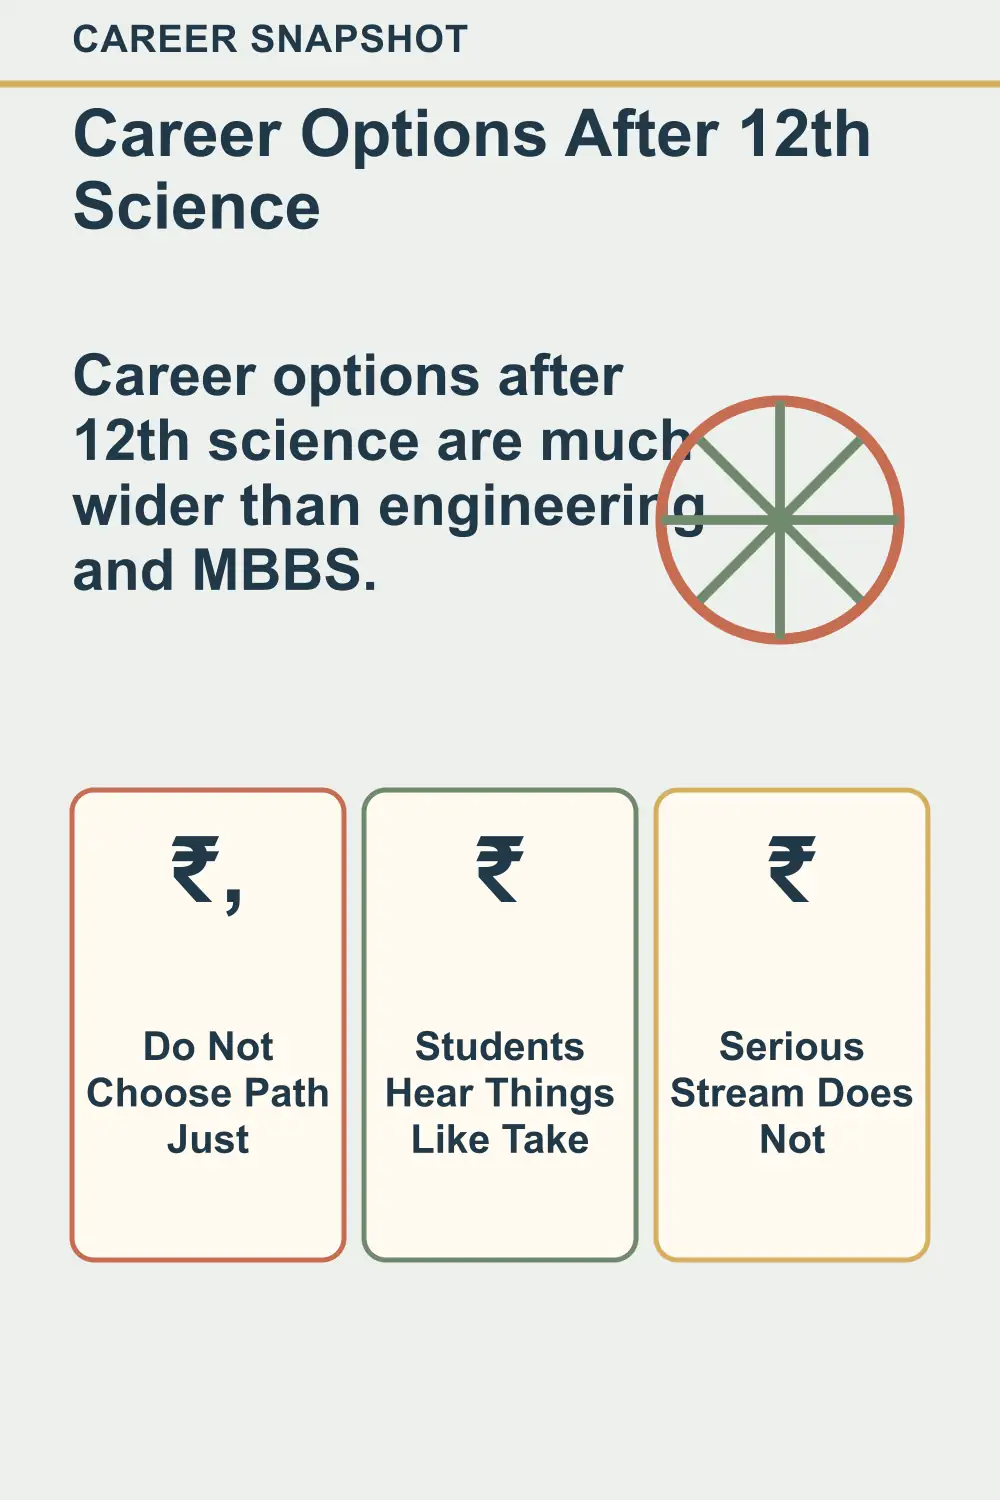 CAREER SNAPSHOT
Career Options After 12th
Science
Career options after
12th science are much
wider than engineering
and MBBS.
₹,
Do Not
Choose Path
Just
₹
Students
Hear Things
Like Take
₹
Serious
Stream Does
Not